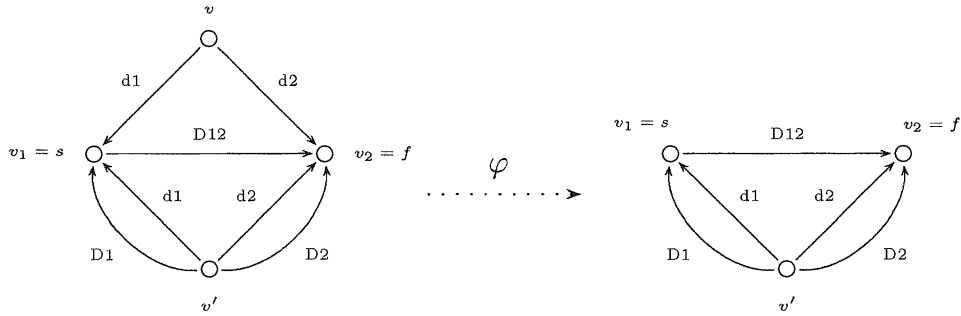 v
d1 d2
D12
v₁ = s v₂ = f
d1 d2
D1 D2
v′
φ
v₁ = s v₂ = f
D12
d1 d2
D1 D2
v′